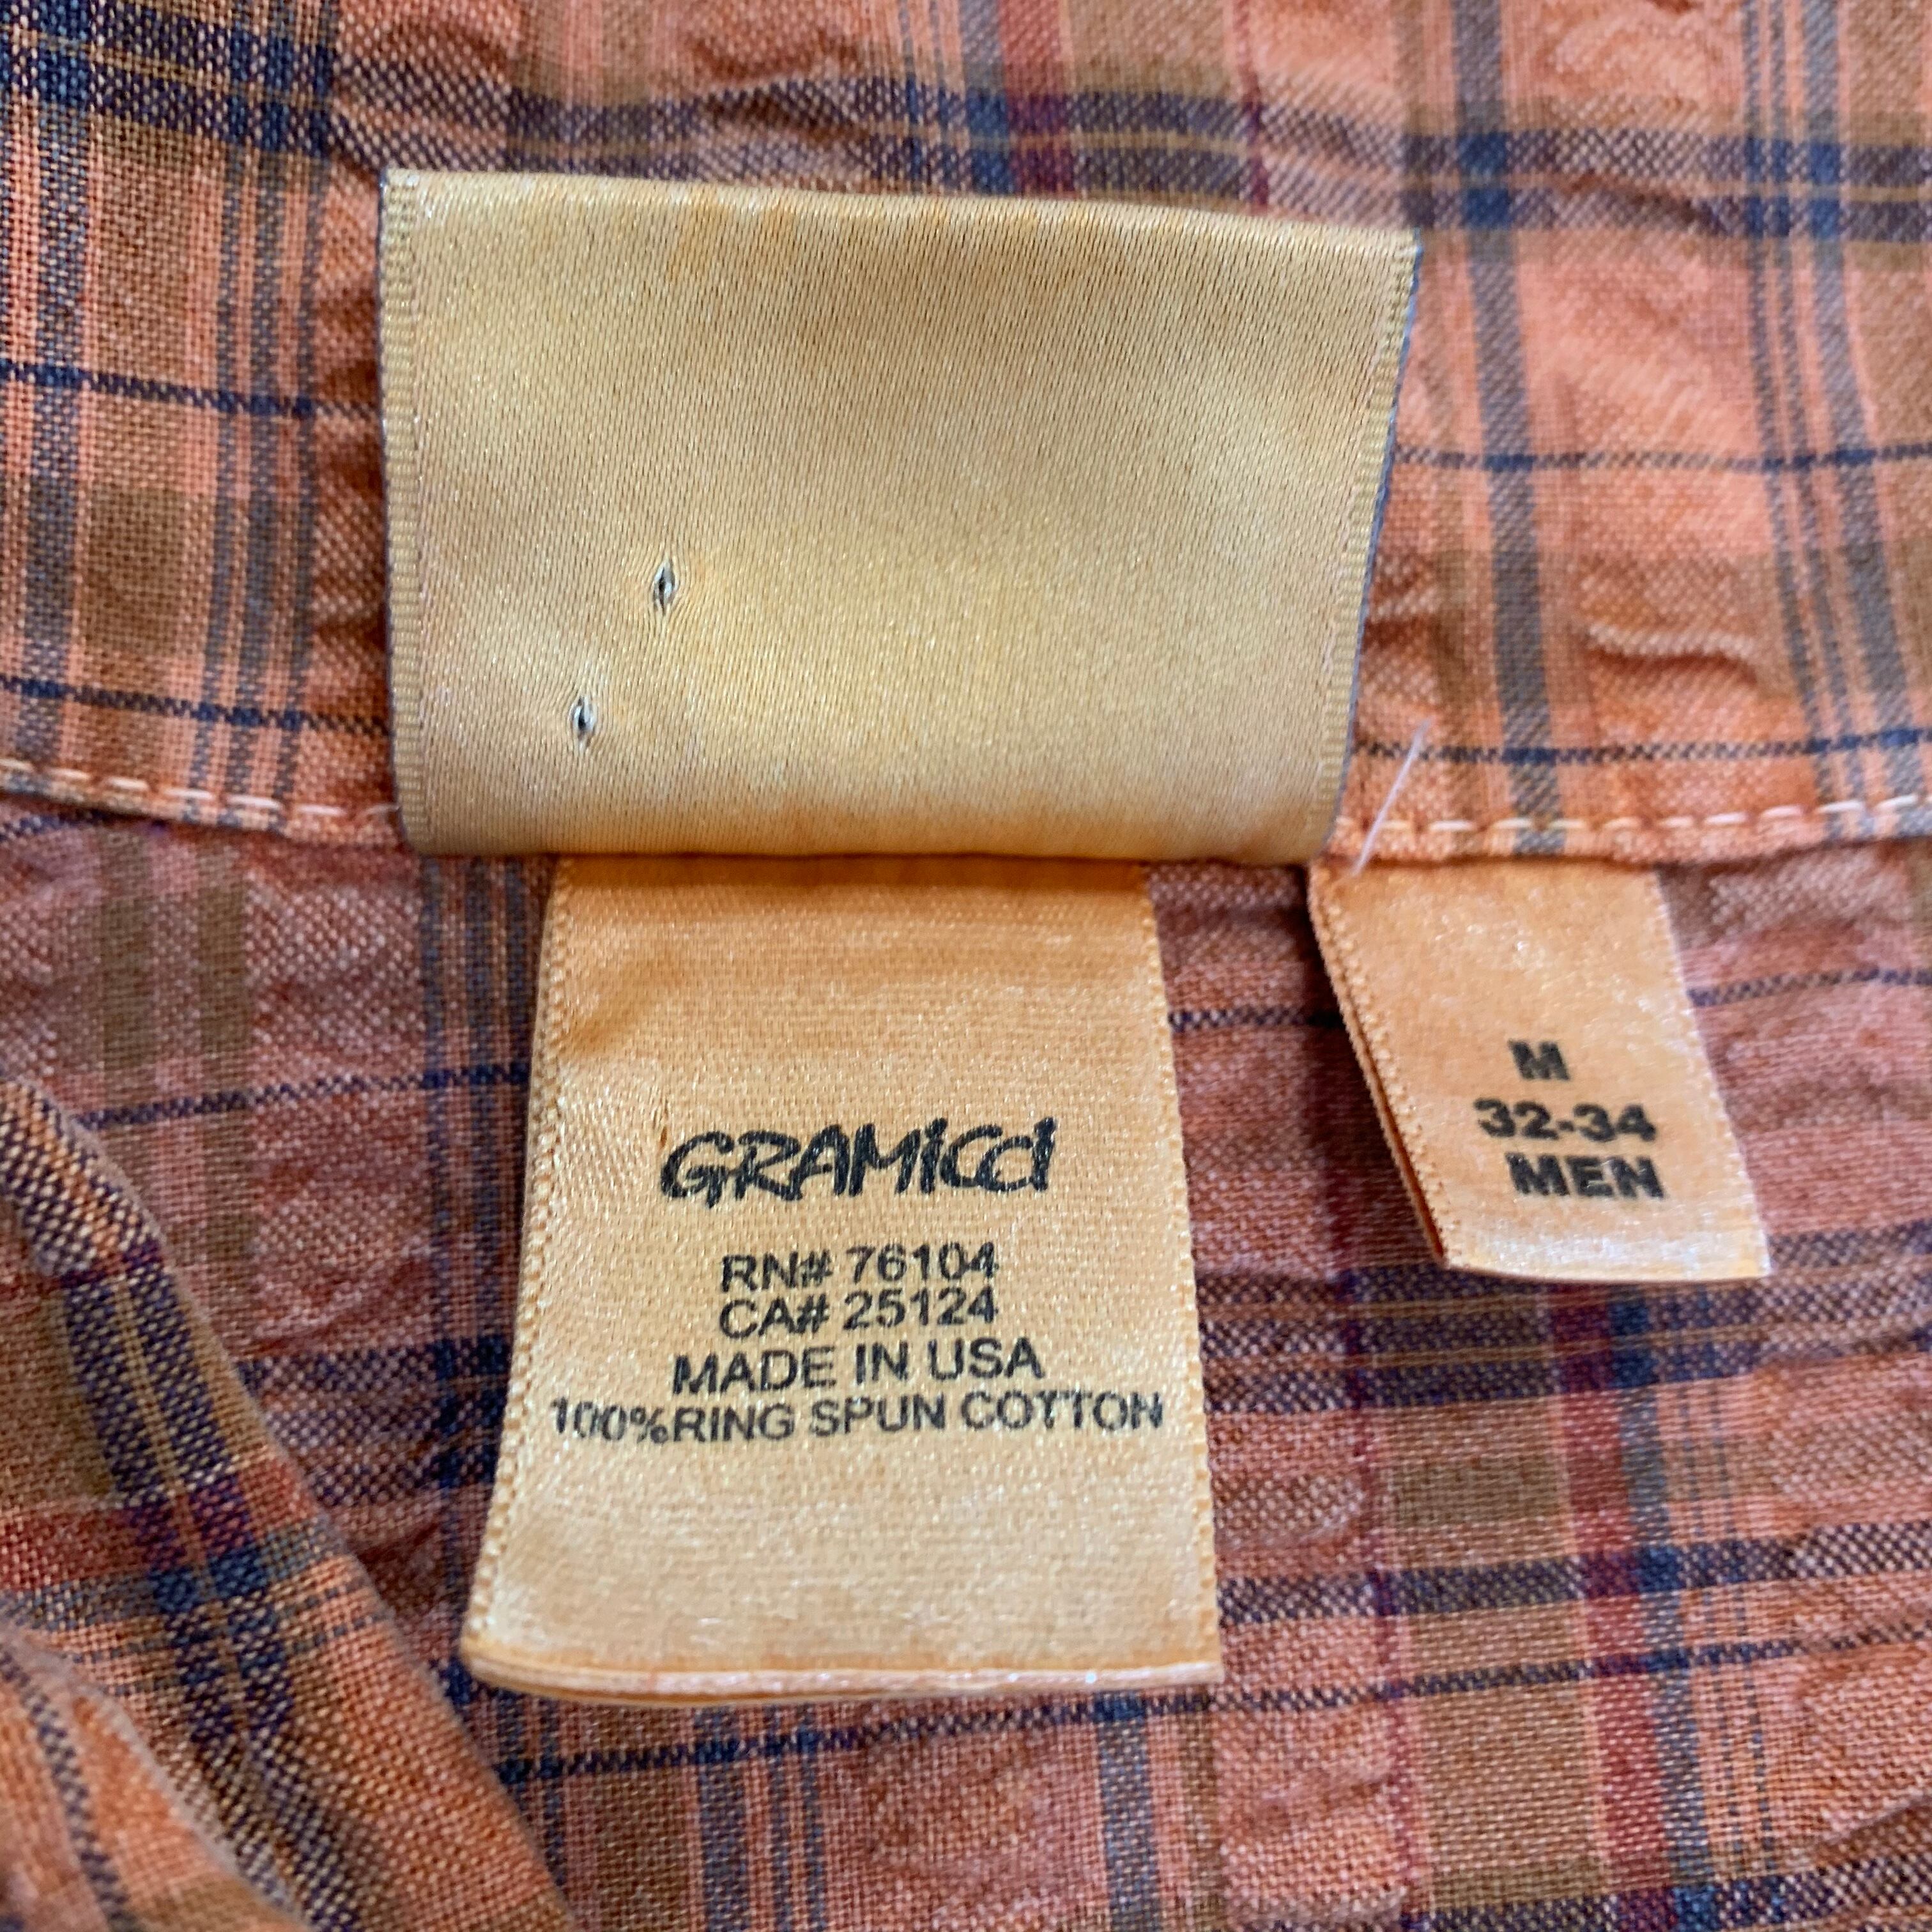 GRAMiCCi
RN# 76104
CA# 25124
MADE IN USA
100%RING SPUN COTTON
M
32-34
MEN